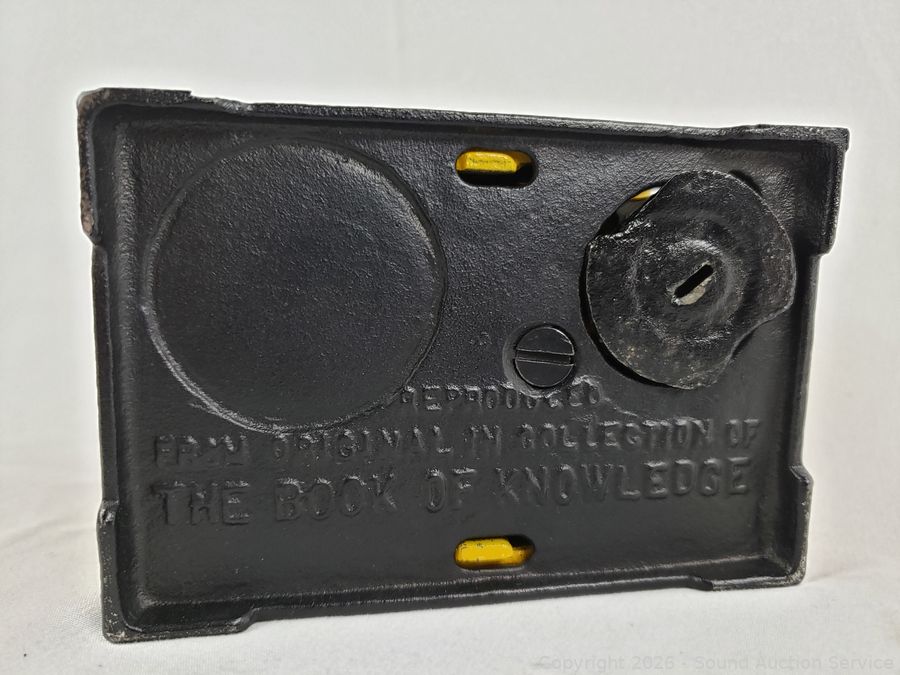 REPRODUCED
FROM ORIGINAL IN COLLECTION OF
THE BOOK OF KNOWLEDGE
Copyright 2026 - Sound Auction Service